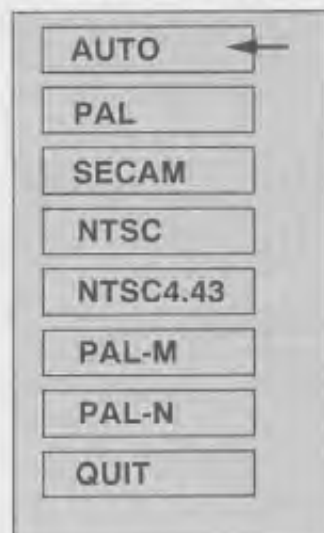 AUTO
PAL
SECAM
NTSC
NTSC4.43
PAL-M
PAL-N
QUIT